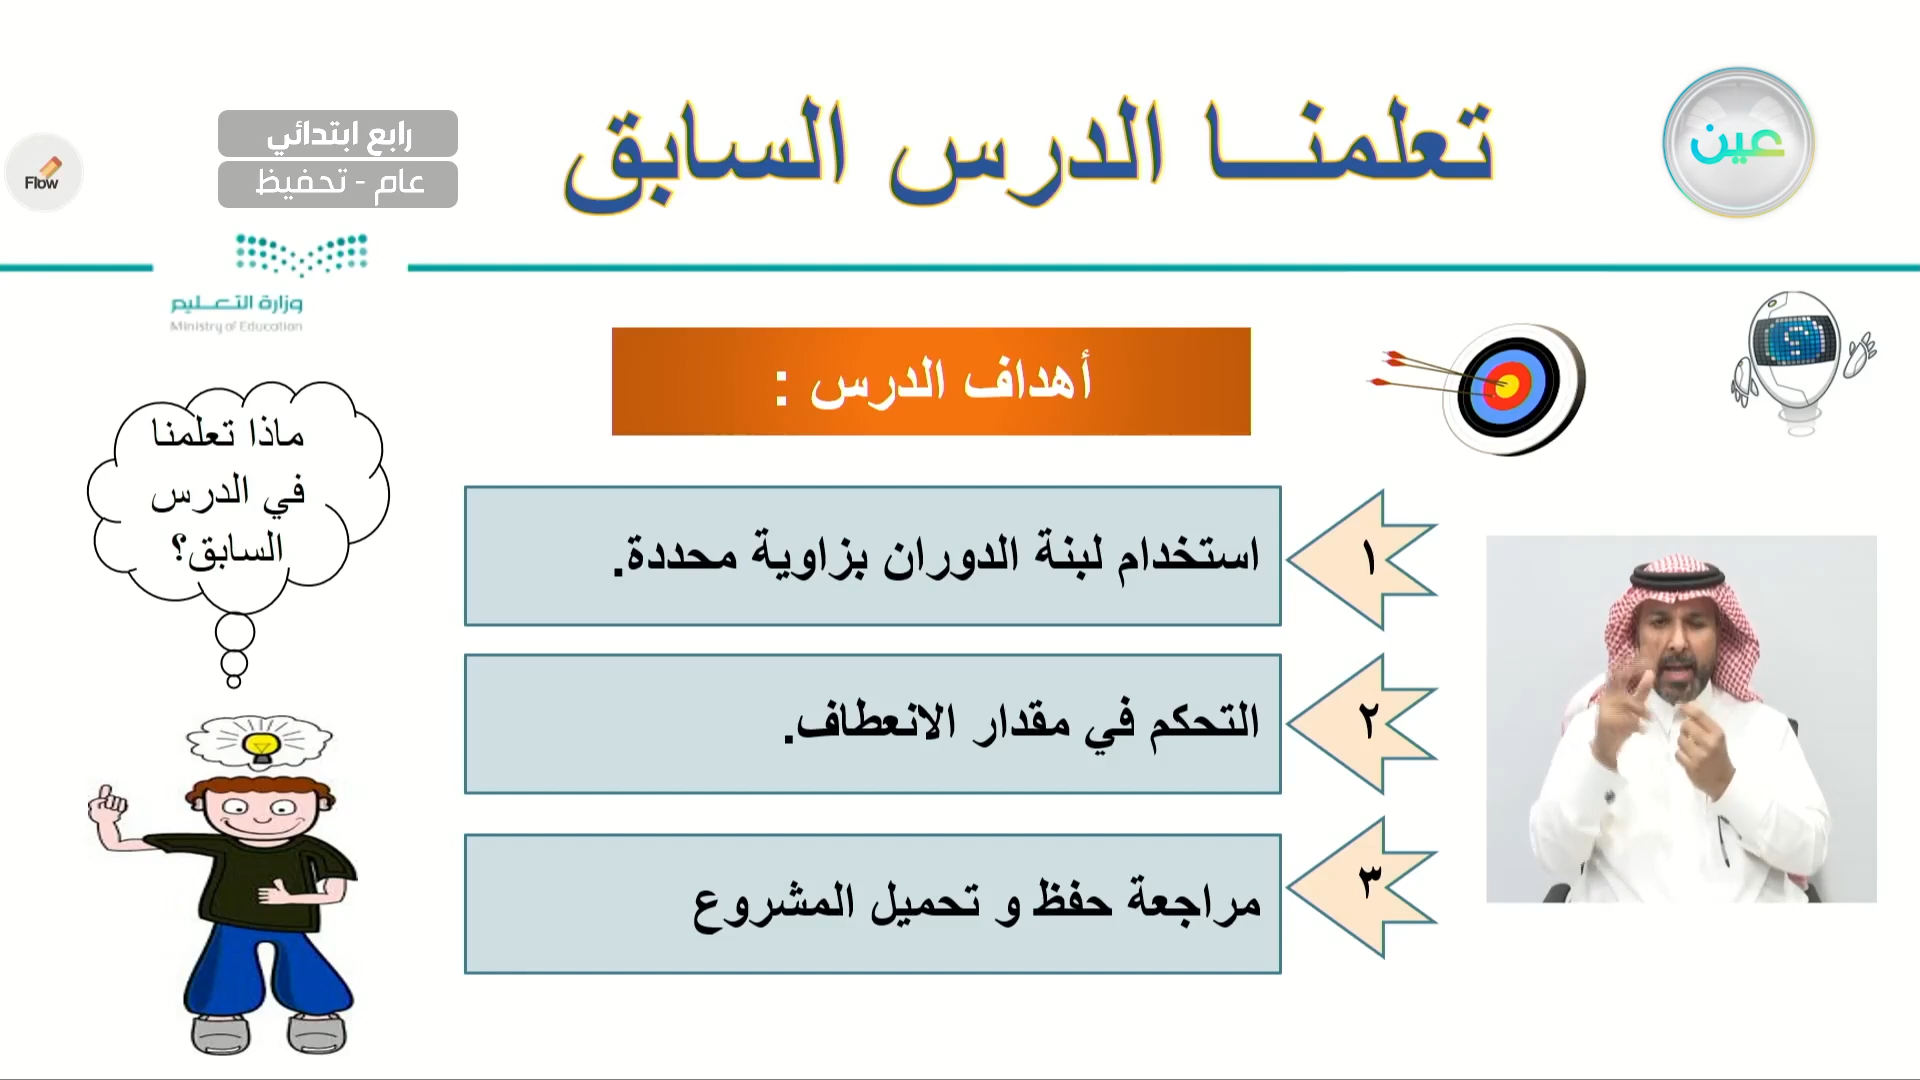 عين
تعلمنـــا الدرس السابق
رابع ابتدائي
عام - تحفيظ
Flow
وزارة التعـــليم
Ministry of Education
أهداف الدرس :
ماذا تعلمنا
في الدرس
السابق؟
١
استخدام لبنة الدوران بزاوية محددة.
٢
التحكم في مقدار الانعطاف.
٣
مراجعة حفظ و تحميل المشروع